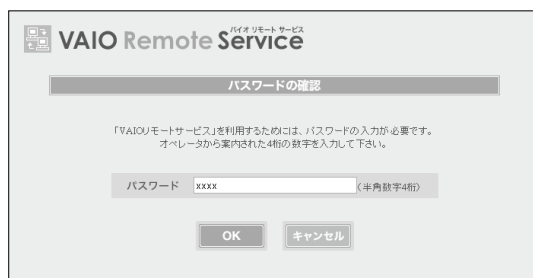 バイオ リモート サービス
VAIO Remote Service
パスワードの確認
「VAIOリモートサービス」を利用するためには、パスワードの入力が必要です。
オペレータから案内された4桁の数字を入力して下さい。
パスワード xxxx (半角数字4桁)
OK キャンセル